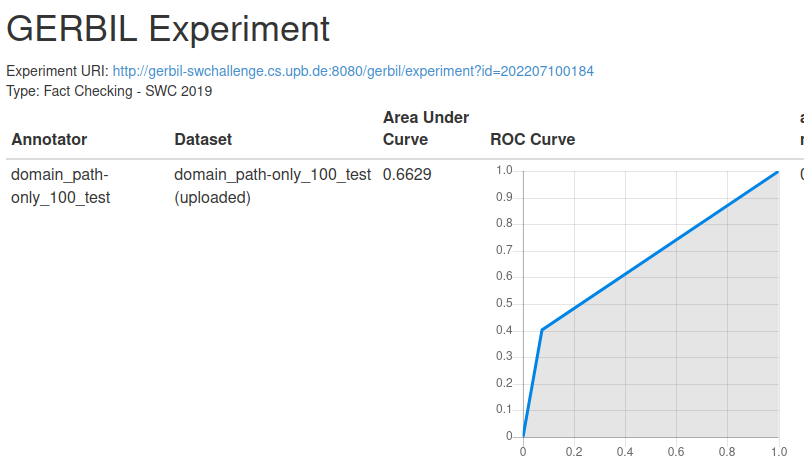 GERBIL Experiment
Experiment URI: http://gerbil-swchallenge.cs.upb.de:8080/gerbil/experiment?id=202207100184
Type: Fact Checking - SWC 2019
Annotator Dataset Area Under Curve ROC Curve
domain_path-only_100_test domain_path-only_100_test (uploaded) 0.6629
1.0
0.9
0.8
0.7
0.6
0.5
0.4
0.3
0.2
0.1
0
0 0.2 0.4 0.6 0.8 1.0